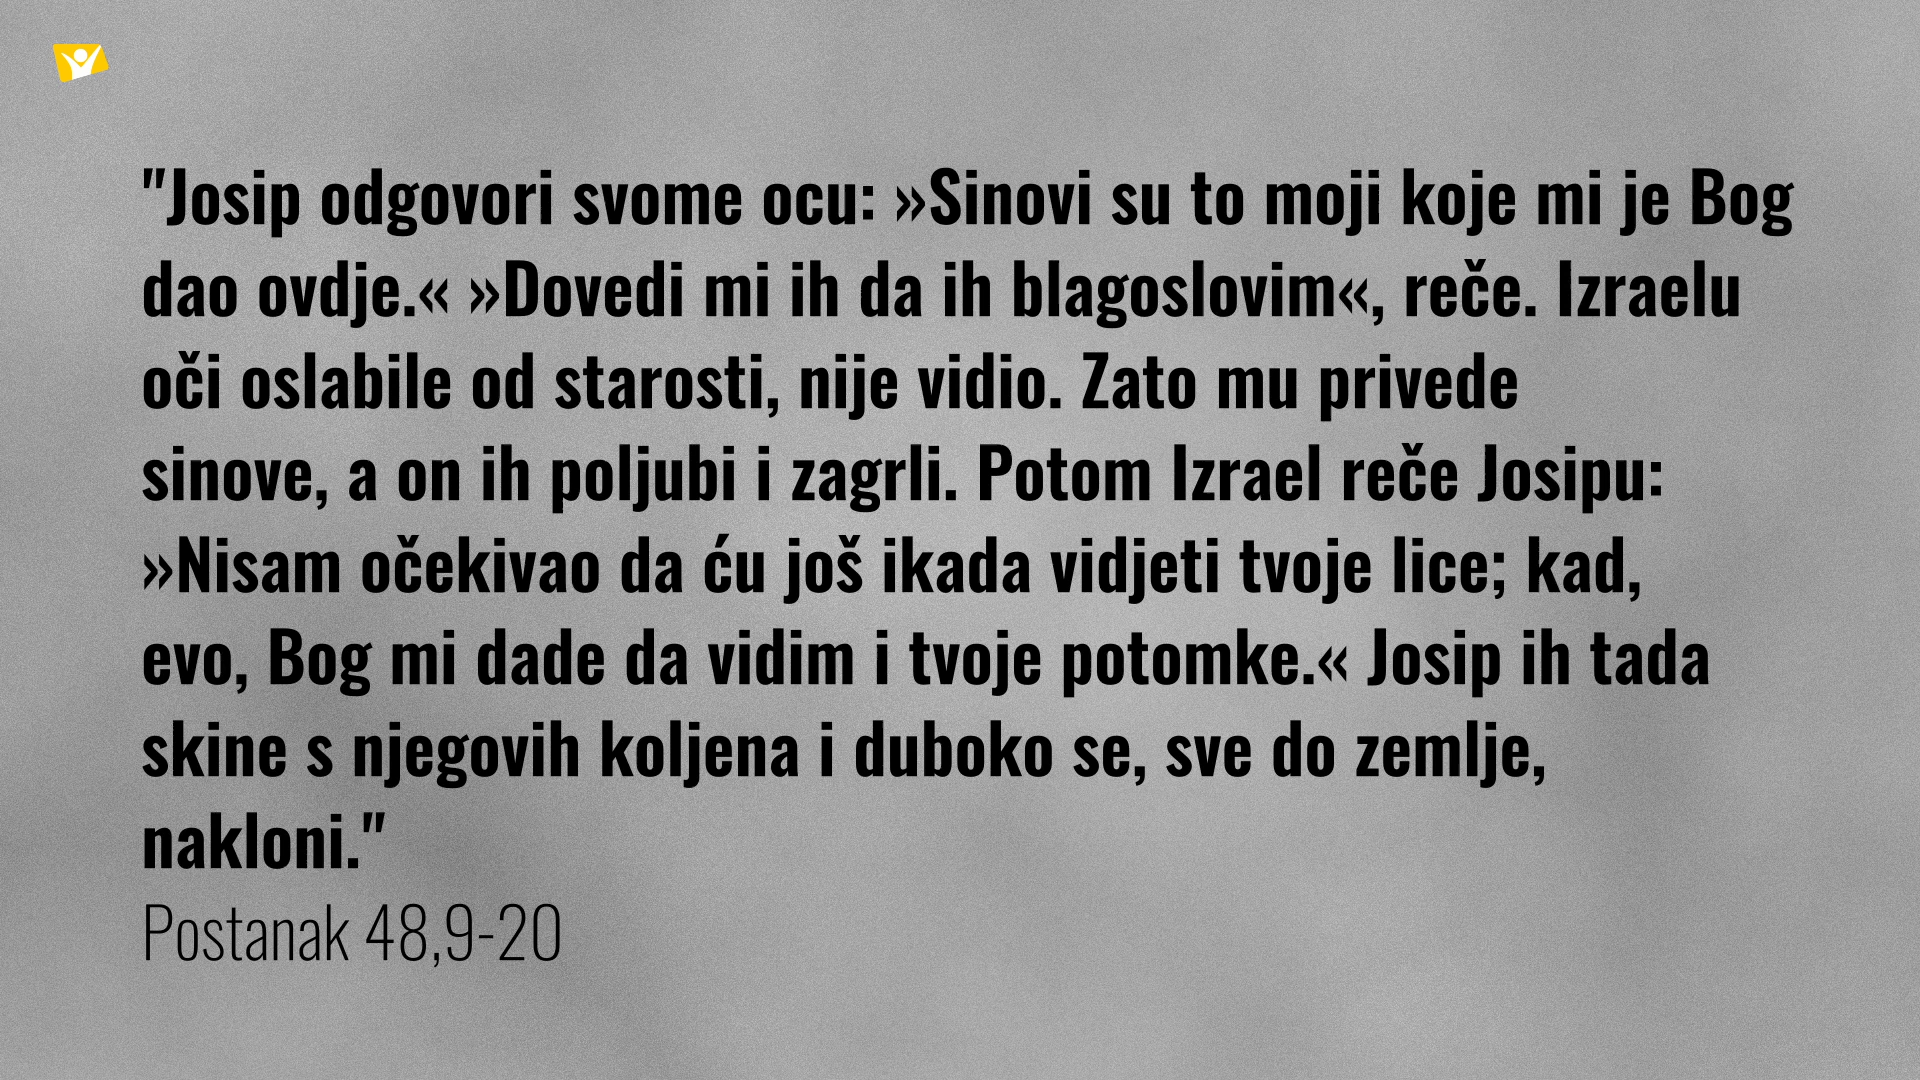 "Josip odgovori svome ocu: »Sinovi su to moji koje mi je Bog
dao ovdje.« »Dovedi mi ih da ih blagoslovim«, reče. Izraelu
oči oslabile od starosti, nije vidio. Zato mu privede
sinove, a on ih poljubi i zagrli. Potom Izrael reče Josipu:
»Nisam očekivao da ću još ikada vidjeti tvoje lice; kad,
evo, Bog mi dade da vidim i tvoje potomke.« Josip ih tada
skine s njegovih koljena i duboko se, sve do zemlje,
nakloni."
Postanak 48,9-20